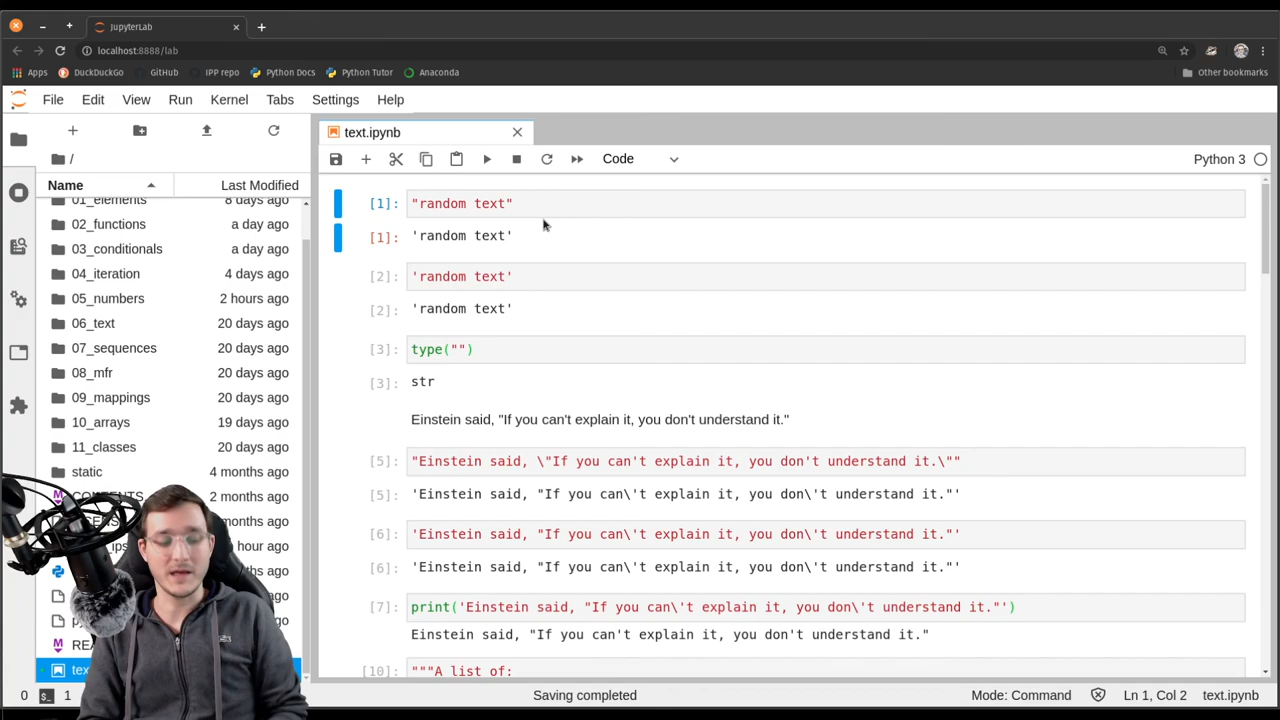 JupyterLab
localhost:8888/lab
Apps DuckDuckGo GitHub IPP repo Python Docs Python Tutor Anaconda Other bookmarks
File Edit View Run Kernel Tabs Settings Help
text.ipynb
/
Code Python 3
Name Last Modified
01_elements 8 days ago
02_functions a day ago
03_conditionals a day ago
04_iteration 4 days ago
05_numbers 2 hours ago
06_text 20 days ago
07_sequences 20 days ago
08_mfr 20 days ago
09_mappings 20 days ago
10_arrays 19 days ago
11_classes 20 days ago
static 4 months ago
CONTENTS 2 months ago
months ago
hour ago
ago
ago
ago
ago
[1]: "random text"
[1]: 'random text'
[2]: 'random text'
[2]: 'random text'
[3]: type("")
[3]: str
Einstein said, "If you can't explain it, you don't understand it."
[5]: "Einstein said, \"If you can't explain it, you don't understand it.\""
[5]: 'Einstein said, "If you can\'t explain it, you don\'t understand it."'
[6]: 'Einstein said, "If you can\'t explain it, you don\'t understand it."'
[6]: 'Einstein said, "If you can\'t explain it, you don\'t understand it."'
[7]: print('Einstein said, "If you can\'t explain it, you don\'t understand it."')
Einstein said, "If you can't explain it, you don't understand it."
[10]: """A list of:
0 $_ 1 Saving completed Mode: Command Ln 1, Col 2 text.ipynb